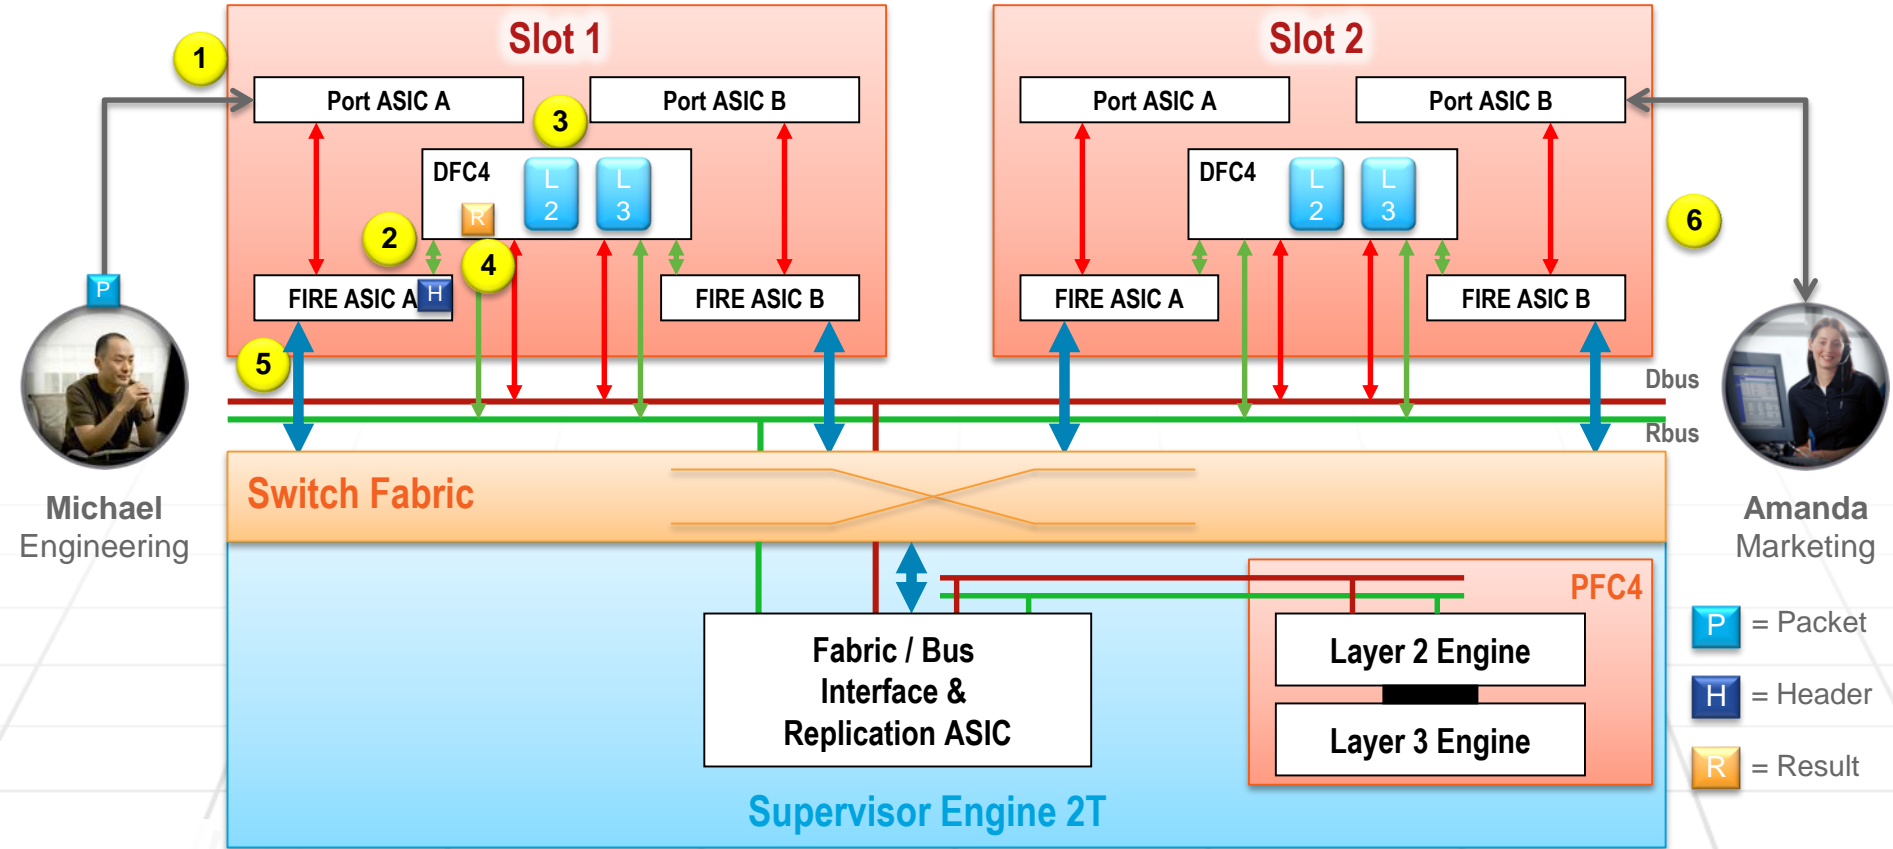 Slot 1
Slot 2
1
Port ASIC A
Port ASIC B
Port ASIC A
Port ASIC B
3
DFC4
L
2
L
3
R
DFC4
L
2
L
3
2
4
6
P
FIRE ASIC A
H
FIRE ASIC B
FIRE ASIC A
FIRE ASIC B
5
Dbus
Rbus
Michael
Engineering
Switch Fabric
Amanda
Marketing
PFC4
Fabric / Bus
Interface &
Replication ASIC
Layer 2 Engine
Layer 3 Engine
P = Packet
H = Header
R = Result
Supervisor Engine 2T